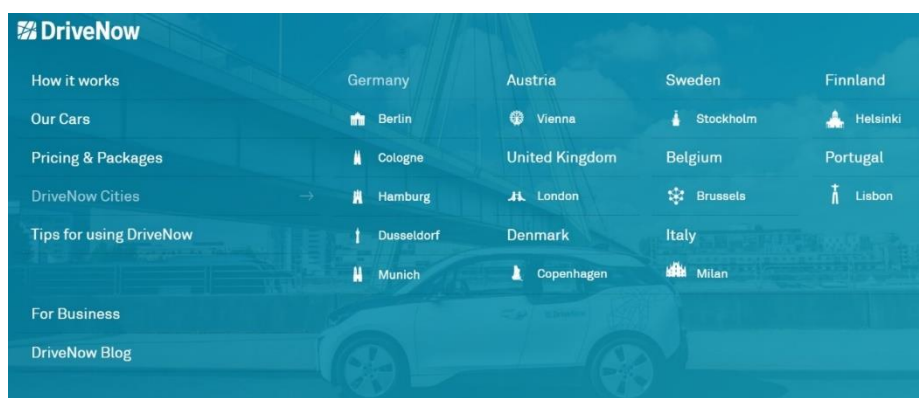 DriveNow
How it works
Our Cars
Pricing & Packages
DriveNow Cities →
Tips for using DriveNow
For Business
DriveNow Blog
Germany
Berlin
Cologne
Hamburg
Dusseldorf
Munich
Austria
Vienna
United Kingdom
London
Denmark
Copenhagen
Sweden
Stockholm
Belgium
Brussels
Italy
Milan
Finnland
Helsinki
Portugal
Lisbon